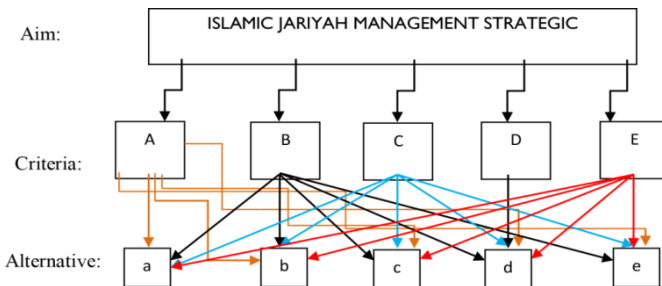 Aim:
ISLAMIC JARIYAH MANAGEMENT STRATEGIC
Criteria:
A B C D E
Alternative:
a b c d e